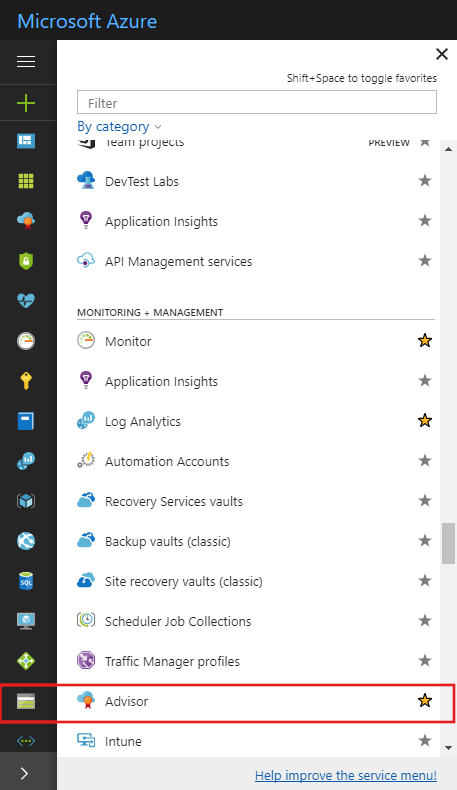 Microsoft Azure
Shift+Space to toggle favorites
Filter
By category
Team projects PREVIEW
DevTest Labs
Application Insights
API Management services
MONITORING + MANAGEMENT
Monitor
Application Insights
Log Analytics
Automation Accounts
Recovery Services vaults
Backup vaults (classic)
Site recovery vaults (classic)
Scheduler Job Collections
Traffic Manager profiles
SQL
Advisor
Intune
Help improve the service menu!